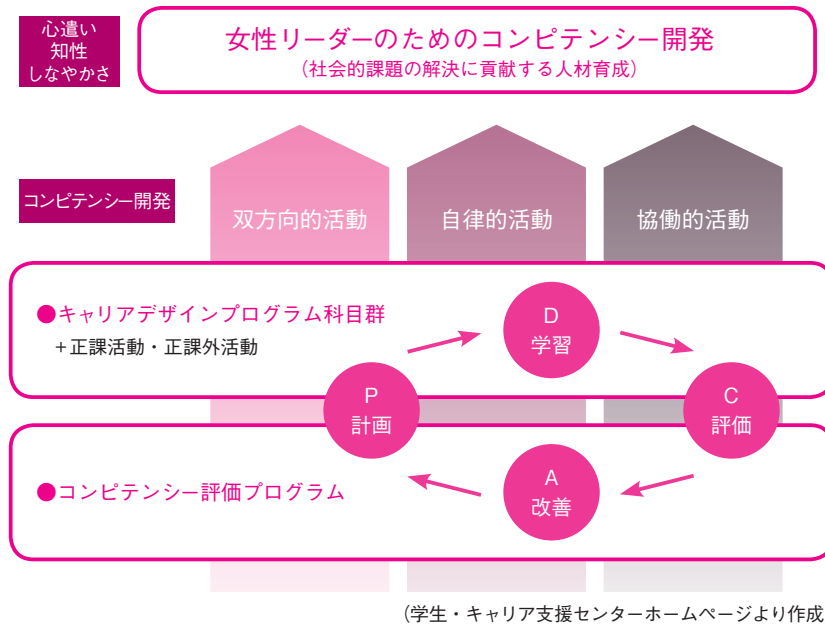 心遣い
知性
しなやかさ
女性リーダーのためのコンピテンシー開発
(社会的課題の解決に貢献する人材育成)
コンピテンシー開発
双方向的活動
自律的活動
協働的活動
●キャリアデザインプログラム科目群
+正課活動・正課外活動
D
学習
P
計画
C
評価
●コンピテンシー評価プログラム
A
改善
(学生・キャリア支援センターホームページより作成